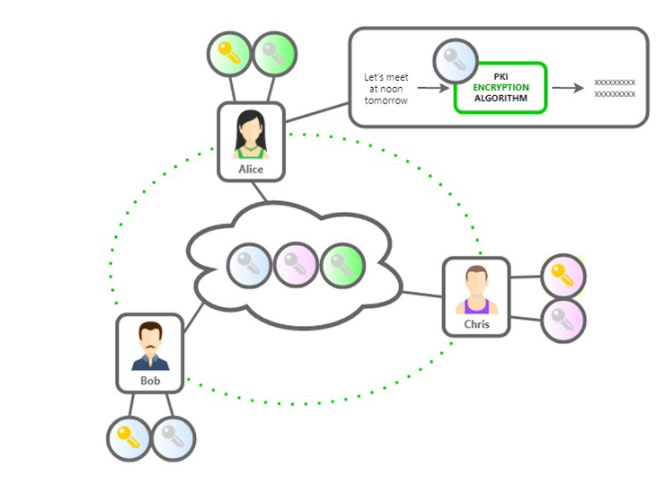 Let's meet
at noon
tomorrow
PKI
ENCRYPTION
ALGORITHM
xxxxxxxxx
xxxxxxxxx
Alice
Chris
Bob